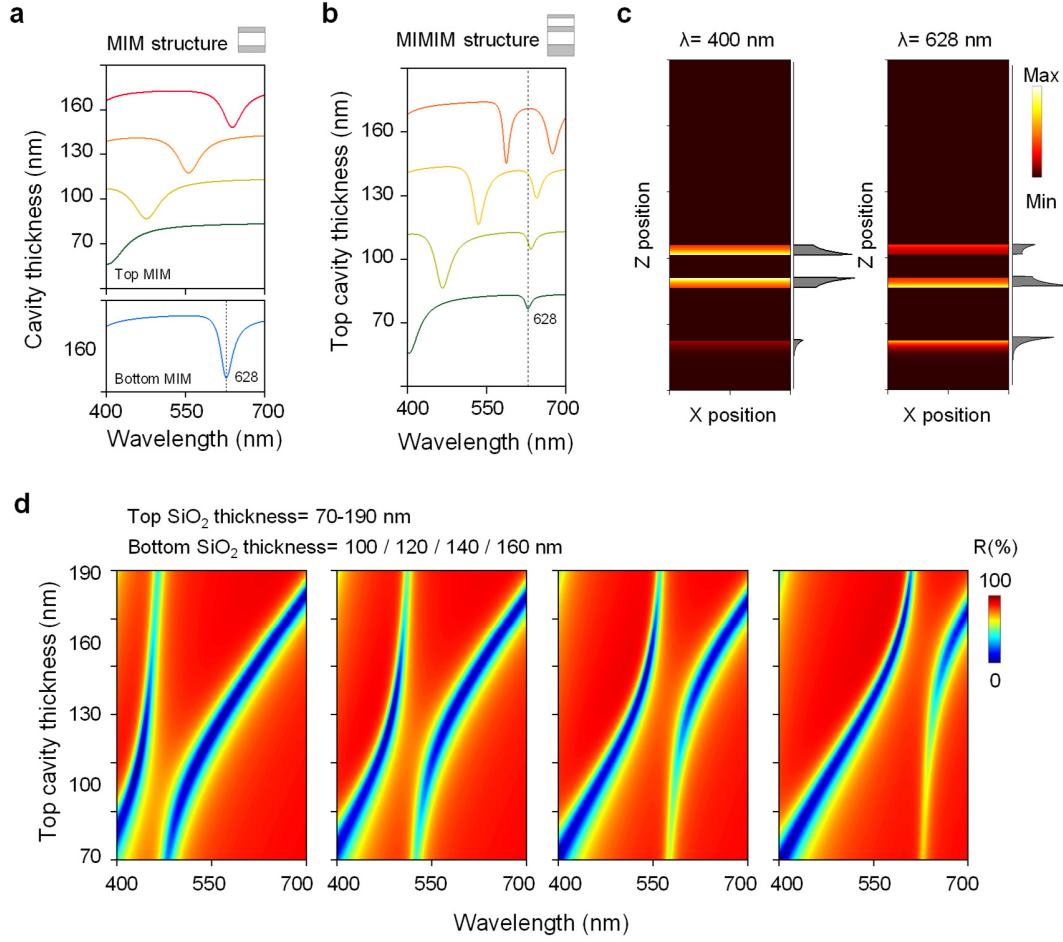 a
MIM structure
Cavity thickness (nm)
160
130
100
70
Top MIM
160
Bottom MIM
628
400
550
700
Wavelength (nm)
b
MIMIM structure
Top cavity thickness (nm)
160
130
100
70
628
400
550
700
Wavelength (nm)
c
λ= 400 nm
λ= 628 nm
Z position
Z position
X position
X position
Max
Min
d
Top SiO₂ thickness= 70-190 nm
Bottom SiO₂ thickness= 100 / 120 / 140 / 160 nm
R(%)
100
0
Top cavity thickness (nm)
190
160
130
100
70
400 550 700
400 550 700
400 550 700
400 550 700
Wavelength (nm)